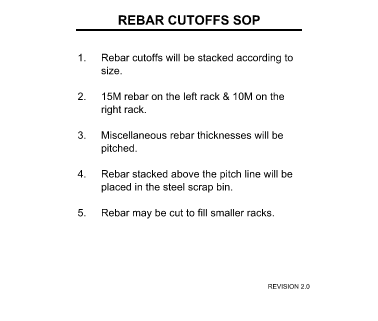 REBAR CUTOFFS SOP
1. Rebar cutoffs will be stacked according to
size.
2. 15M rebar on the left rack & 10M on the
right rack.
3. Miscellaneous rebar thicknesses will be
pitched.
4. Rebar stacked above the pitch line will be
placed in the steel scrap bin.
5. Rebar may be cut to fill smaller racks.
REVISION 2.0